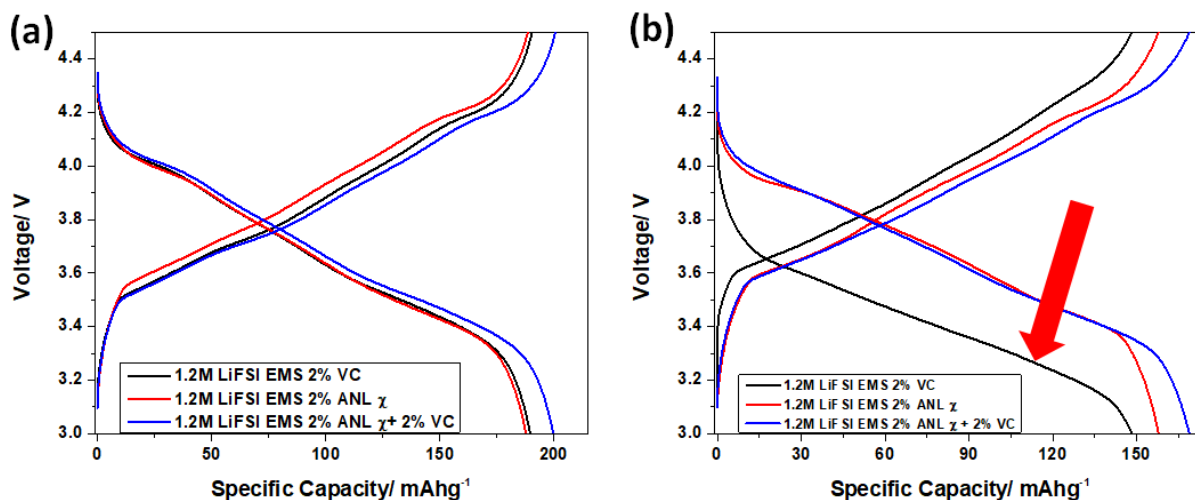 (a)
Voltage/ V
4.4
4.2
4.0
3.8
3.6
3.4
3.2
3.0
1.2M LiFSI EMS 2% VC
1.2M LiFSI EMS 2% ANL χ
1.2M LiFSI EMS 2% ANL χ+ 2% VC
0 50 100 150 200
Specific Capacity/ mAhg⁻¹
(b)
Voltage/ V
4.4
4.2
4.0
3.8
3.6
3.4
3.2
3.0
1.2M LiFSI EMS 2% VC
1.2M LiFSI EMS 2% ANL χ
1.2M LiFSI EMS 2% ANL χ + 2% VC
0 30 60 90 120 150
Specific Capacity/ mAhg⁻¹